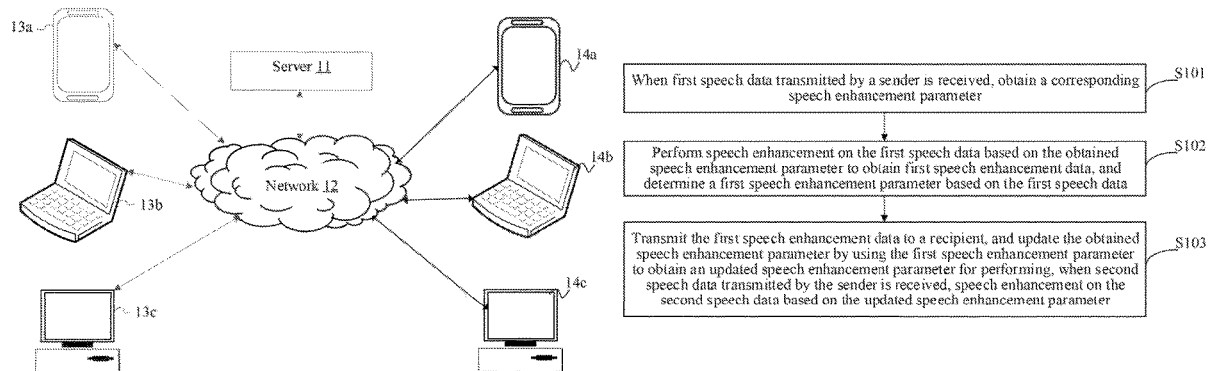 13a
Server 11
14a
Network 12
13b
14b
13c
14c
When first speech data transmitted by a sender is received, obtain a corresponding
speech enhancement parameter
S101
Perform speech enhancement on the first speech data based on the obtained
speech enhancement parameter to obtain first speech enhancement data, and
determine a first speech enhancement parameter based on the first speech data
S102
Transmit the first speech enhancement data to a recipient, and update the obtained
speech enhancement parameter by using the first speech enhancement parameter
to obtain an updated speech enhancement parameter for performing, when second
speech data transmitted by the sender is received, speech enhancement on the
second speech data based on the updated speech enhancement parameter
S103